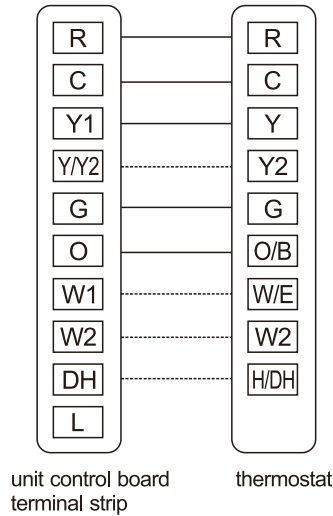 R R
C C
Y1 Y
Y/Y2 Y2
G G
O O/B
W1 W/E
W2 W2
DH H/DH
L
unit control board thermostat
terminal strip